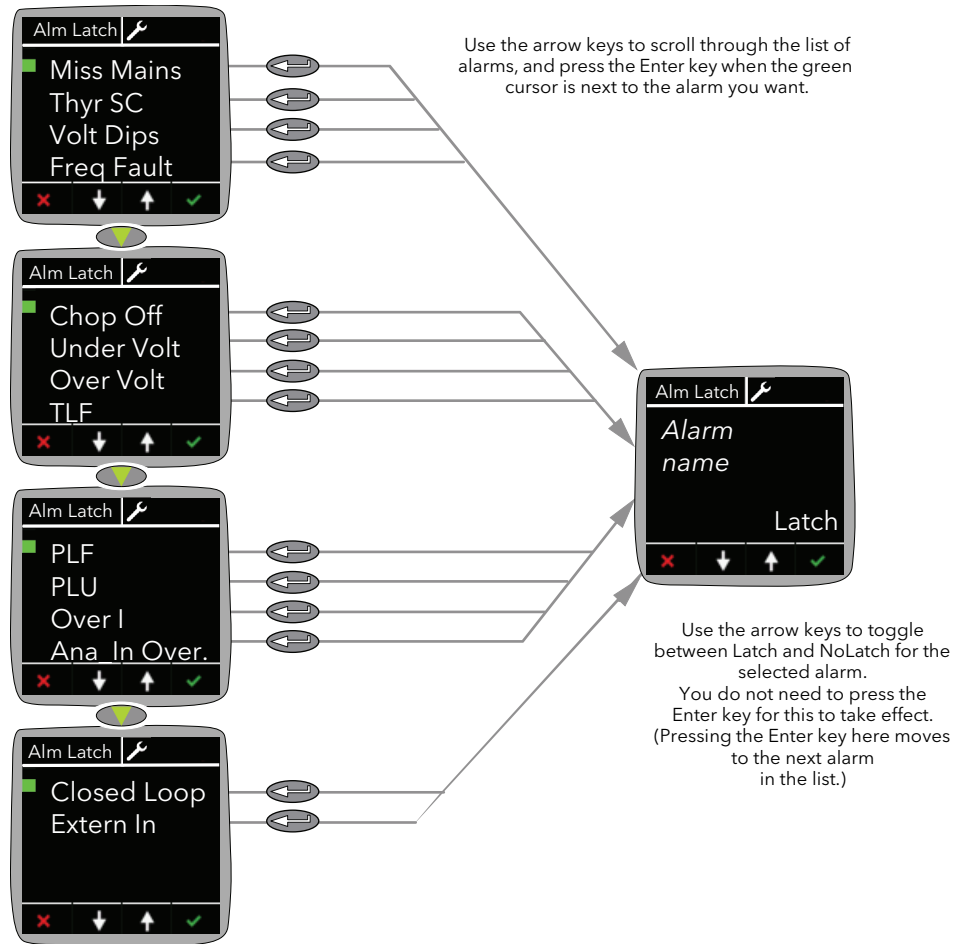 Alm Latch
Miss Mains
Thyr SC
Volt Dips
Freq Fault
Use the arrow keys to scroll through the list of
alarms, and press the Enter key when the green
cursor is next to the alarm you want.
Alm Latch
Chop Off
Under Volt
Over Volt
TLF
Alm Latch
Alarm
name
Latch
Alm Latch
PLF
PLU
Over I
Ana_In Over.
Use the arrow keys to toggle
between Latch and NoLatch for the
selected alarm.
You do not need to press the
Enter key for this to take effect.
(Pressing the Enter key here moves
to the next alarm
in the list.)
Alm Latch
Closed Loop
Extern In